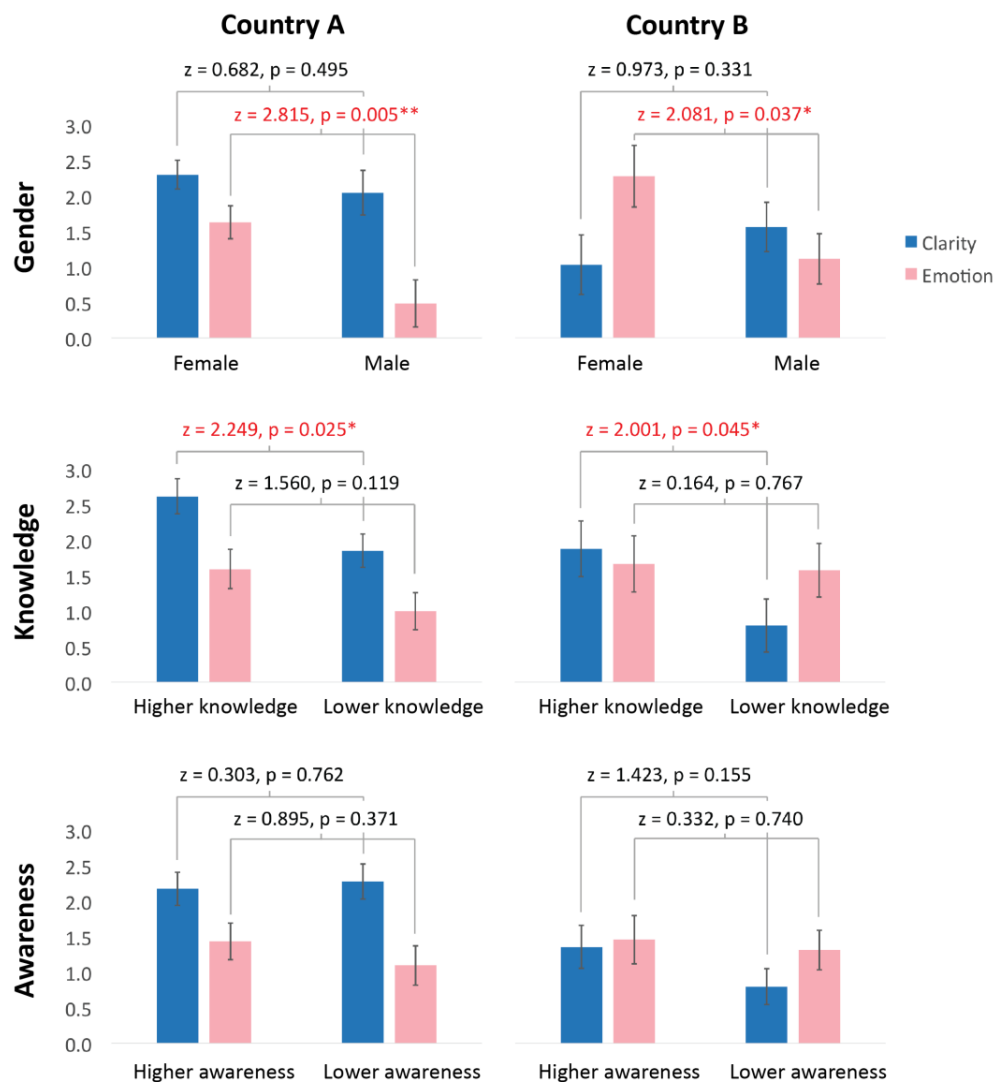 Country A
Country B
z = 0.682, p = 0.495
z = 0.973, p = 0.331
z = 2.815, p = 0.005**
z = 2.081, p = 0.037*
Gender
3.0
2.5
2.0
1.5
1.0
0.5
0.0
Clarity
Emotion
Female
Male
Female
Male
z = 2.249, p = 0.025*
z = 2.001, p = 0.045*
z = 1.560, p = 0.119
z = 0.164, p = 0.767
Knowledge
3.0
2.5
2.0
1.5
1.0
0.5
0.0
Higher knowledge
Lower knowledge
Higher knowledge
Lower knowledge
z = 0.303, p = 0.762
z = 1.423, p = 0.155
z = 0.895, p = 0.371
z = 0.332, p = 0.740
Awareness
3.0
2.5
2.0
1.5
1.0
0.5
0.0
Higher awareness
Lower awareness
Higher awareness
Lower awareness